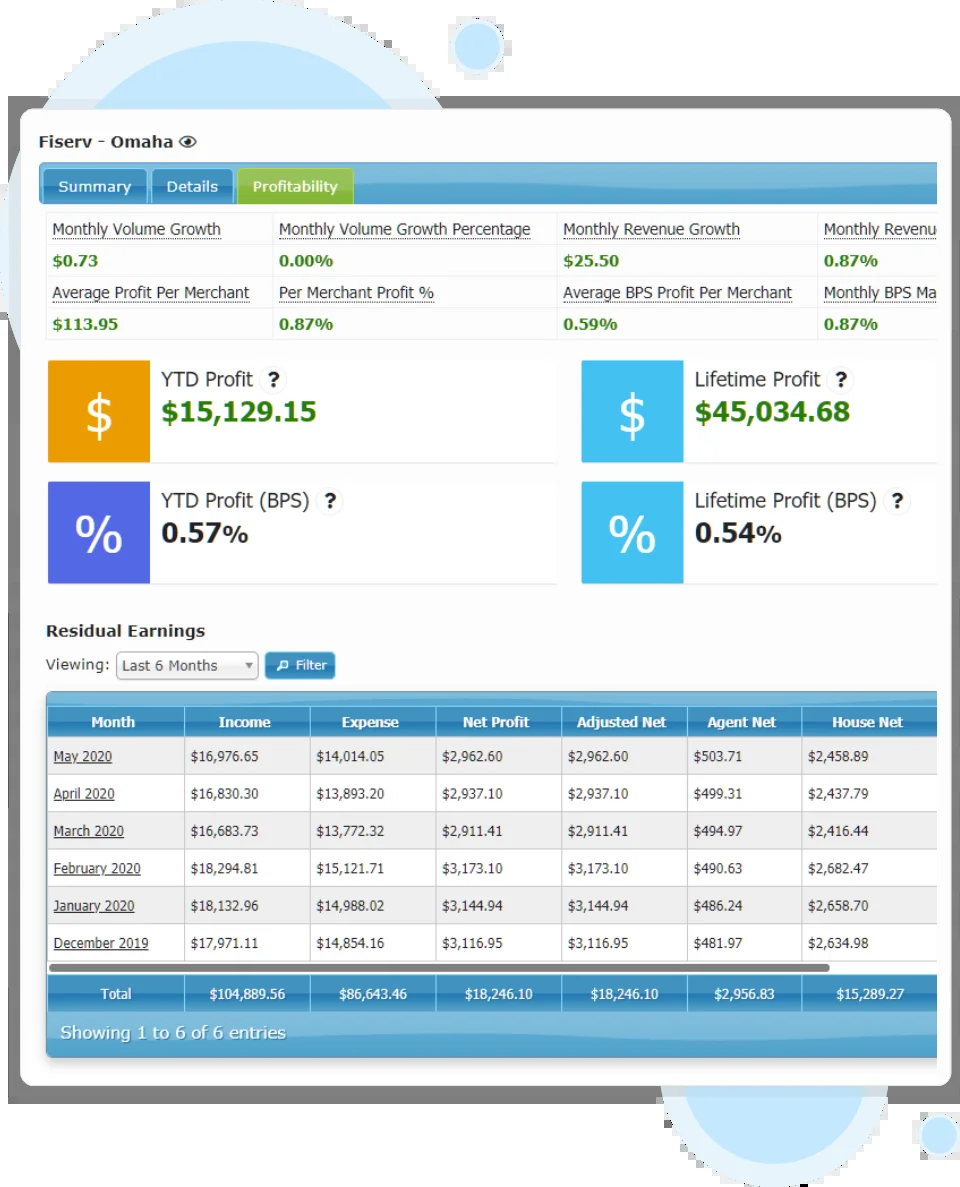 Fiserv - Omaha
Summary Details Profitability
Monthly Volume Growth Monthly Volume Growth Percentage Monthly Revenue Growth Monthly Revenu
$0.73 0.00% $25.50 0.87%
Average Profit Per Merchant Per Merchant Profit % Average BPS Profit Per Merchant Monthly BPS Ma
$113.95 0.87% 0.59% 0.87%
$ YTD Profit ? $ Lifetime Profit ?
$15,129.15 $45,034.68
% YTD Profit (BPS) ? % Lifetime Profit (BPS) ?
0.57% 0.54%
Residual Earnings
Viewing: Last 6 Months Filter
Month Income Expense Net Profit Adjusted Net Agent Net House Net
May 2020 $16,976.65 $14,014.05 $2,962.60 $2,962.60 $503.71 $2,458.89
April 2020 $16,830.30 $13,893.20 $2,937.10 $2,937.10 $499.31 $2,437.79
March 2020 $16,683.73 $13,772.32 $2,911.41 $2,911.41 $494.97 $2,416.44
February 2020 $18,294.81 $15,121.71 $3,173.10 $3,173.10 $490.63 $2,682.47
January 2020 $18,132.96 $14,988.02 $3,144.94 $3,144.94 $486.24 $2,658.70
December 2019 $17,971.11 $14,854.16 $3,116.95 $3,116.95 $481.97 $2,634.98
Total $104,889.56 $86,643.46 $18,246.10 $18,246.10 $2,956.83 $15,289.27
Showing 1 to 6 of 6 entries